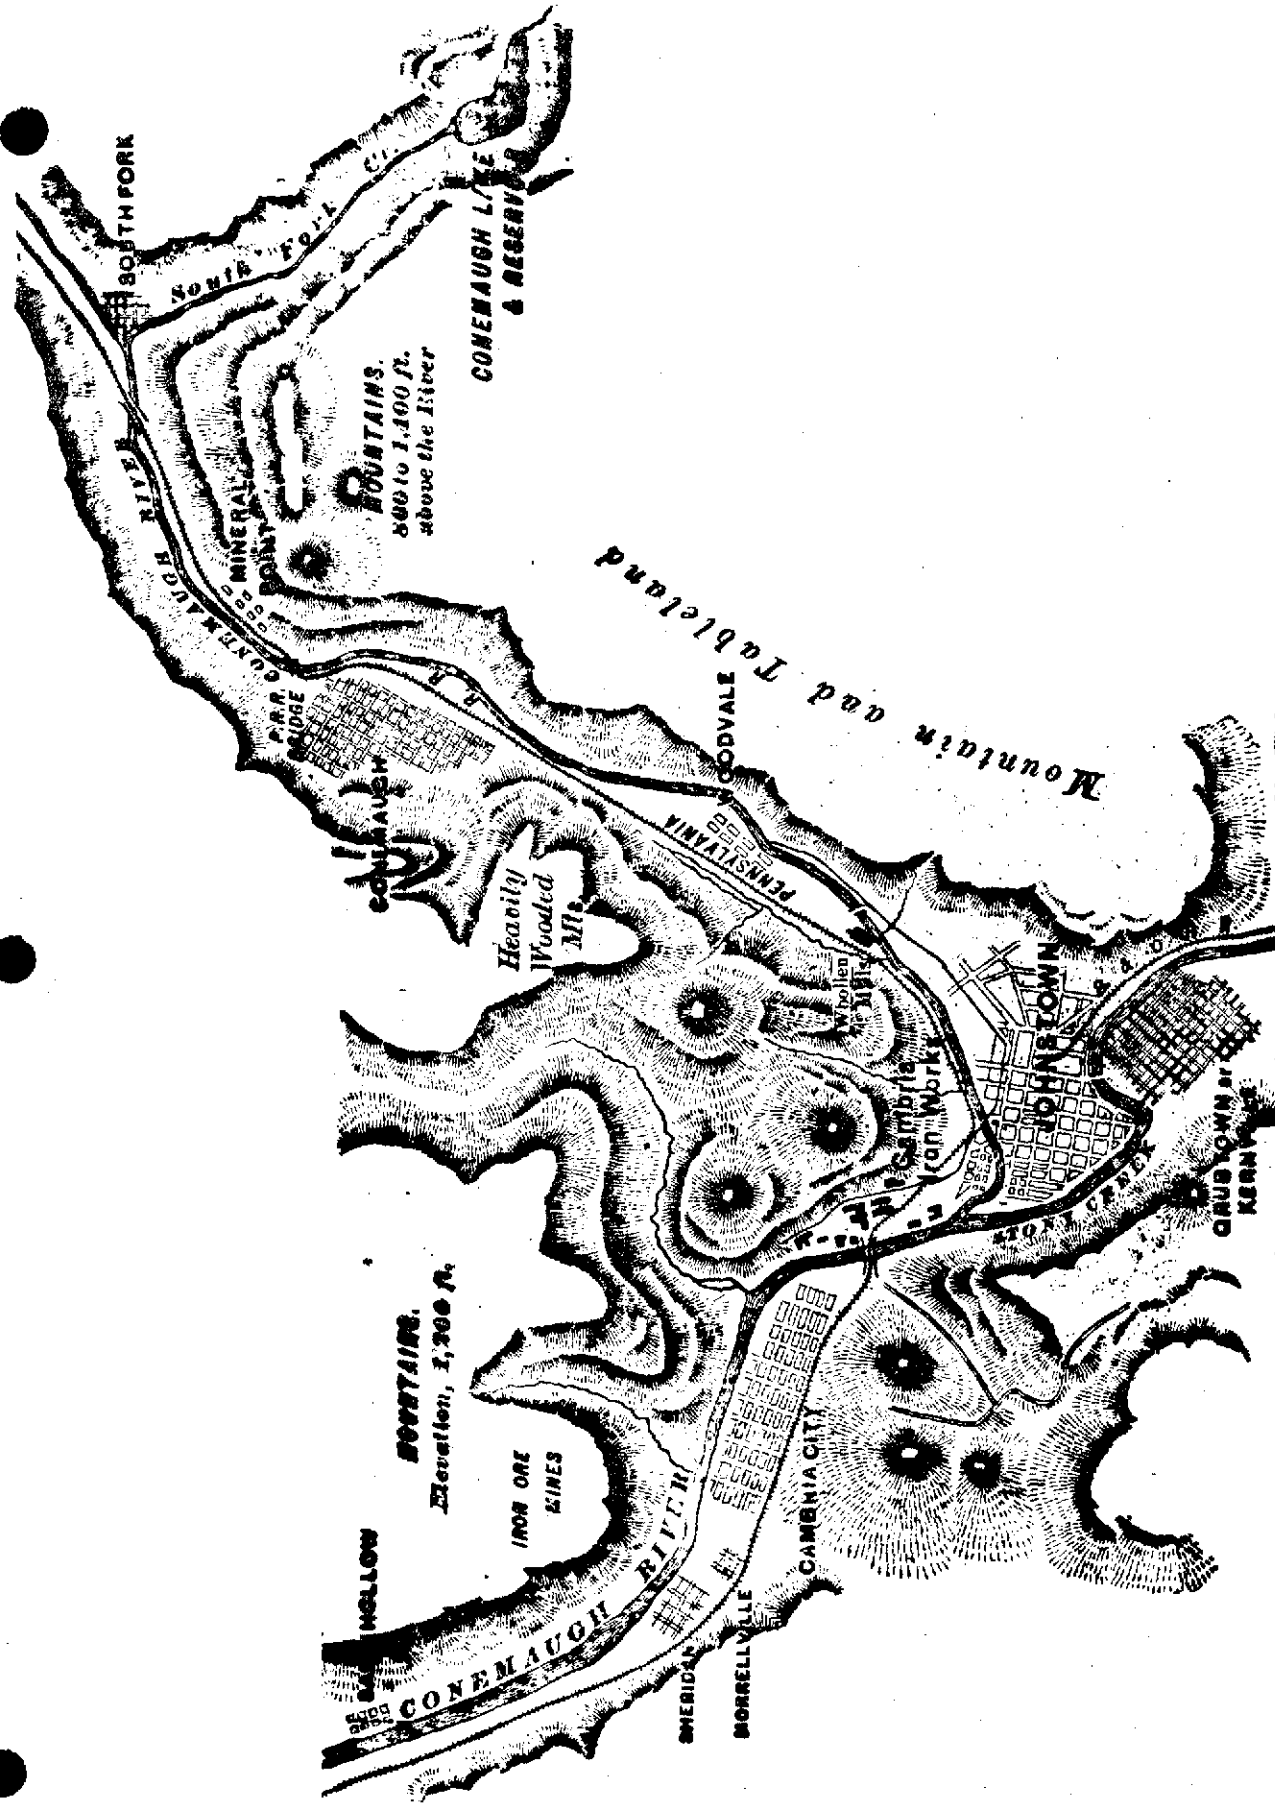 SOUTH FORK
South Fork Cr.
CONEMAUGH LAKE
& RESERVOIR
MOUNTAINS.
800 to 1,100 ft.
above the River
CONEMAUGH RIVER
MINERAL
POINT
P.R.R.
BRIDGE
CONEMAUGH
R. R.
PENNSYLVANIA
WOODVALE
Mountain and Tableland
Heavily
Wooded
Mts.
Woollen
Mills
Cambria
Iron Works
JOHNSTOWN
STONY CREEK
GRUBTOWN or
KERNVILLE
MOUNTAINS.
Elevation, 1,200 ft.
IRON ORE
MINES
HOLLOW
CONEMAUGH RIVER
CAMBRIA CITY
MORRELLVILLE
SHERIDAN